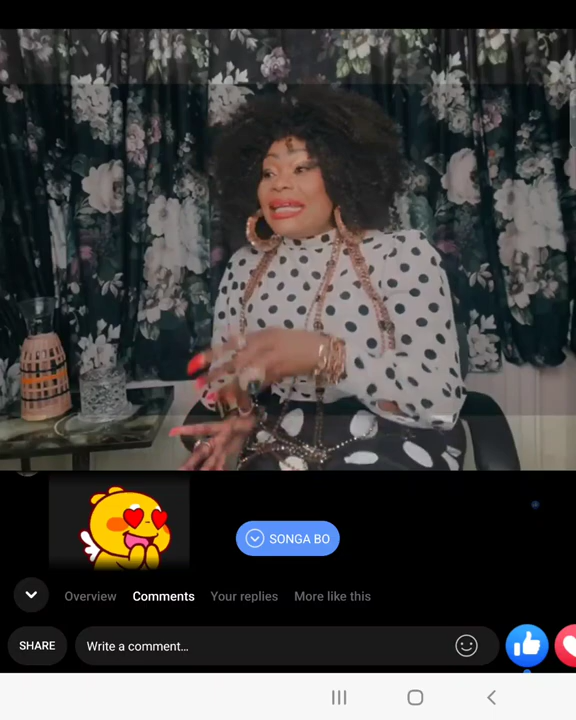 SONGA BO
Overview Comments Your replies More like this
SHARE Write a comment...